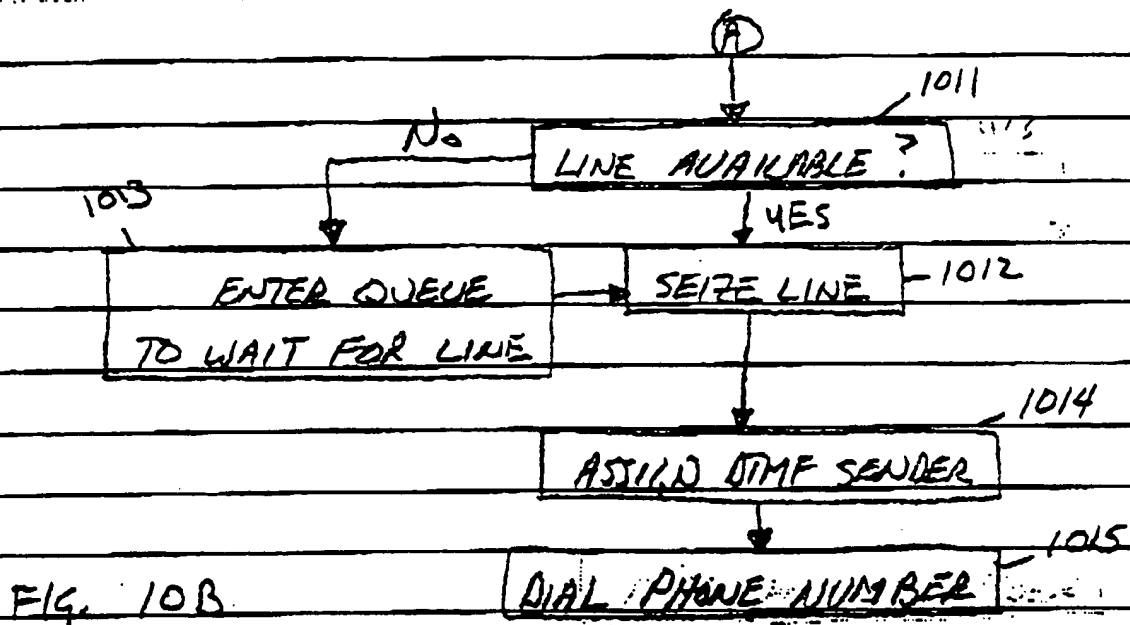 A
1011
No
LINE AVAILABLE ?
1013
YES
ENTER QUEUE
TO WAIT FOR LINE
SEIZE LINE
1012
1014
ASSIGN DTMF SENDER
1015
DIAL PHONE NUMBER
FIG. 10B